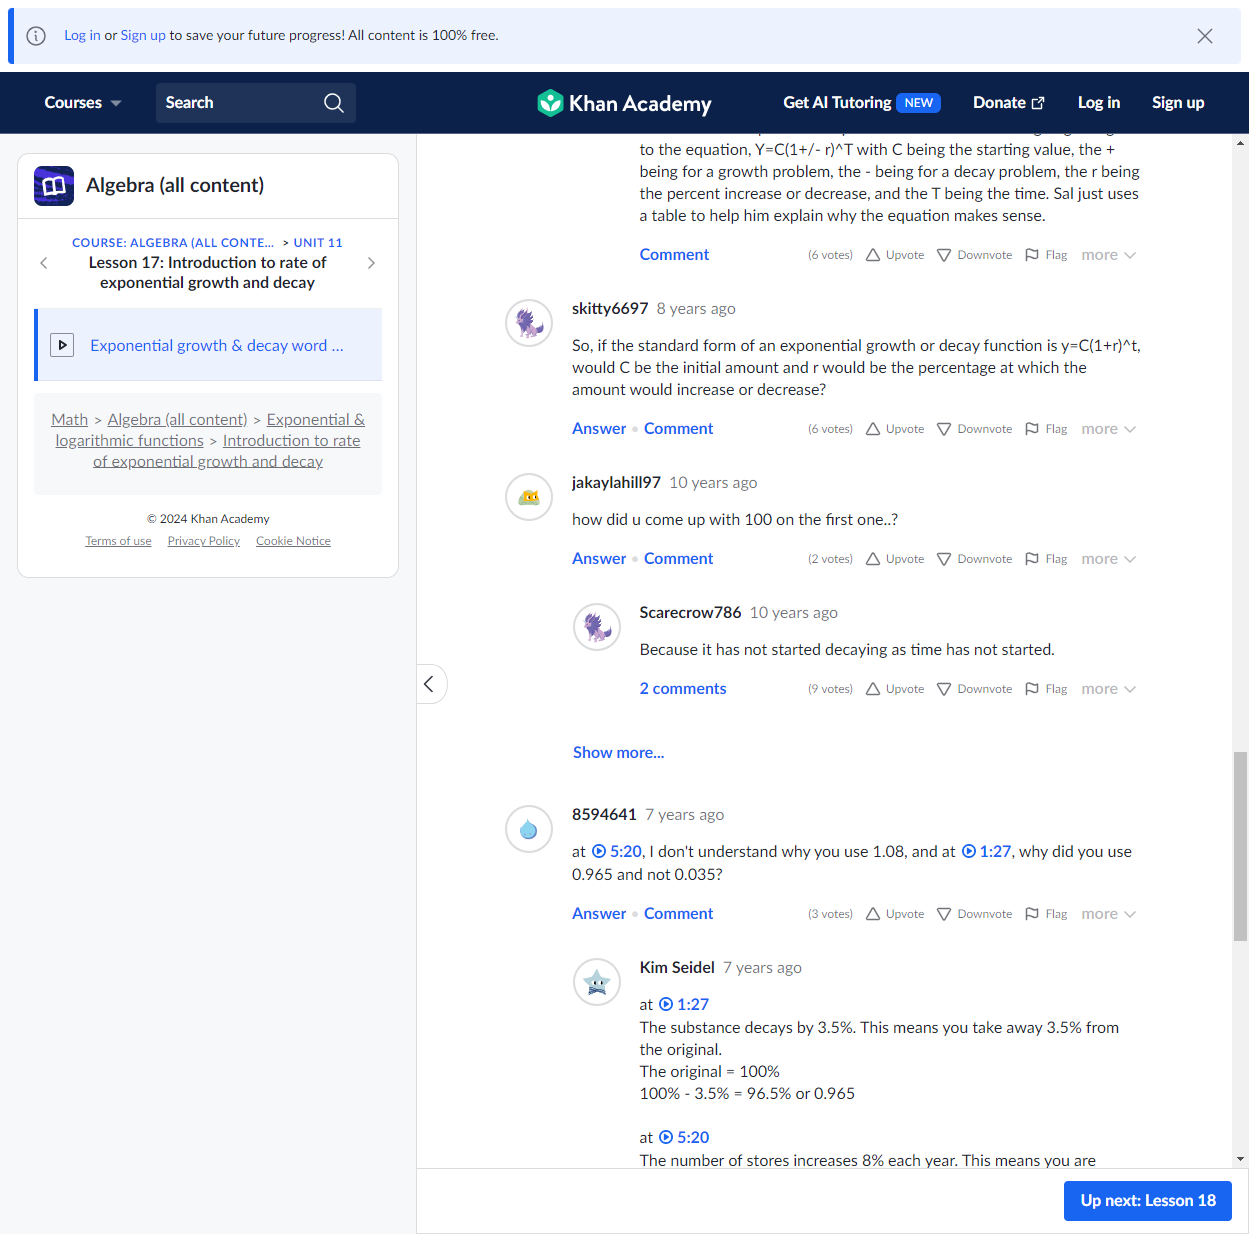 Log in or Sign up to save your future progress! All content is 100% free.
Courses
Search
Khan Academy
Get AI Tutoring NEW
Donate
Log in
Sign up
Algebra (all content)
COURSE: ALGEBRA (ALL CONTE... > UNIT 11
Lesson 17: Introduction to rate of
exponential growth and decay
Exponential growth & decay word ...
Math > Algebra (all content) > Exponential &
logarithmic functions > Introduction to rate
of exponential growth and decay
© 2024 Khan Academy
Terms of use Privacy Policy Cookie Notice
to the equation, Y=C(1+/- r)^T with C being the starting value, the +
being for a growth problem, the - being for a decay problem, the r being
the percent increase or decrease, and the T being the time. Sal just uses
a table to help him explain why the equation makes sense.
Comment (6 votes) Upvote Downvote Flag more
skitty6697 8 years ago
So, if the standard form of an exponential growth or decay function is y=C(1+r)^t,
would C be the initial amount and r would be the percentage at which the
amount would increase or decrease?
Answer • Comment (6 votes) Upvote Downvote Flag more
jakaylahill97 10 years ago
how did u come up with 100 on the first one..?
Answer • Comment (2 votes) Upvote Downvote Flag more
Scarecrow786 10 years ago
Because it has not started decaying as time has not started.
2 comments (9 votes) Upvote Downvote Flag more
Show more...
8594641 7 years ago
at 5:20, I don't understand why you use 1.08, and at 1:27, why did you use
0.965 and not 0.035?
Answer • Comment (3 votes) Upvote Downvote Flag more
Kim Seidel 7 years ago
at 1:27
The substance decays by 3.5%. This means you take away 3.5% from
the original.
The original = 100%
100% - 3.5% = 96.5% or 0.965
at 5:20
The number of stores increases 8% each year. This means you are
Up next: Lesson 18